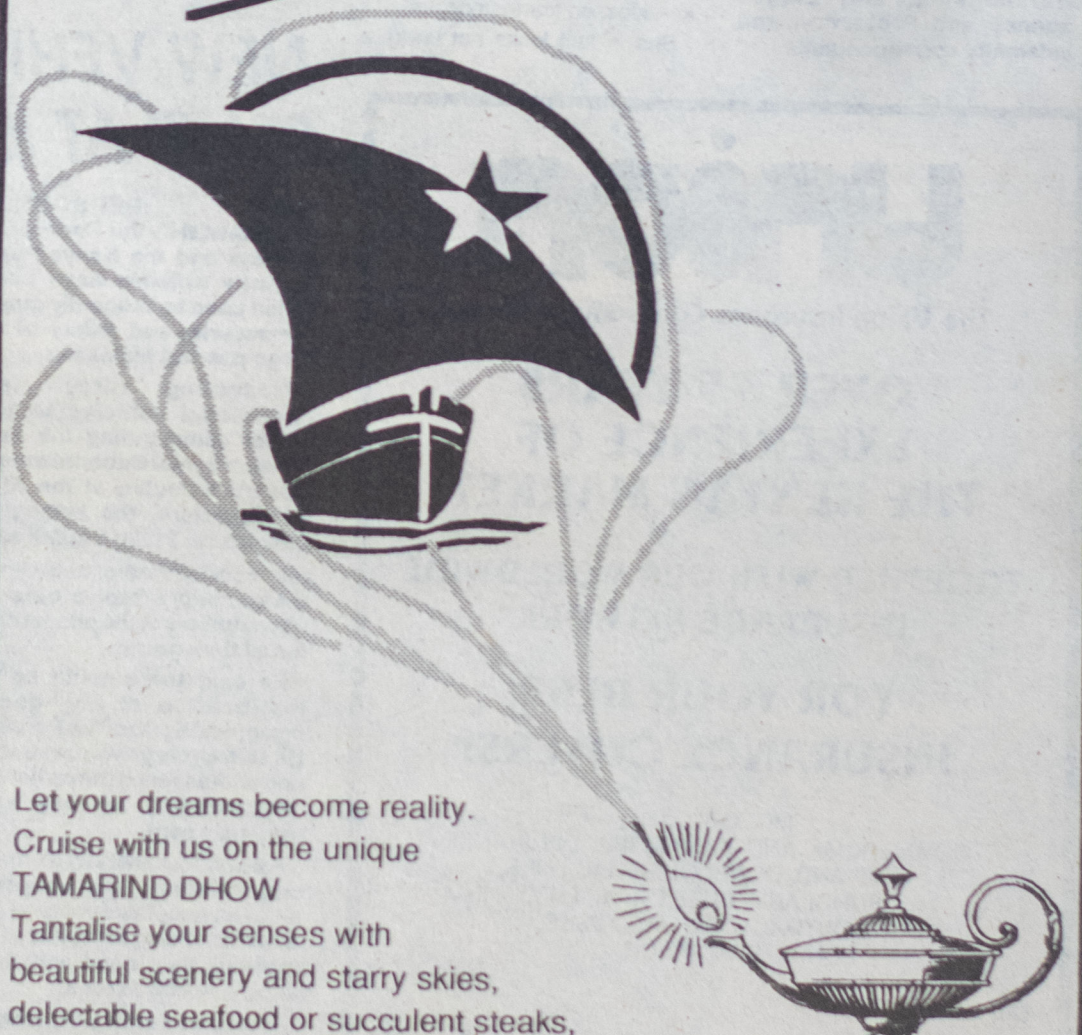 Let your dreams become reality.
Cruise with us on the unique
TAMARIND DHOW
Tantalise your senses with
beautiful scenery and starry skies,
delectable seafood or succulent steaks,